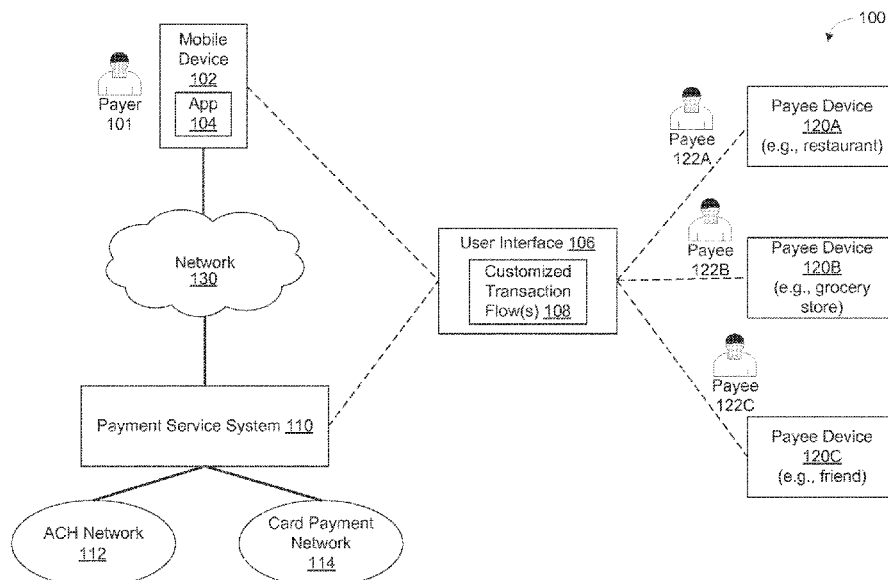 100
Mobile
Device
102
App
104
Payer
101
Network
130
Payment Service System 110
ACH Network
112
Card Payment
Network
114
User Interface 106
Customized
Transaction
Flow(s) 108
Payee
122A
Payee Device
120A
(e.g., restaurant)
Payee
122B
Payee Device
120B
(e.g., grocery
store)
Payee
122C
Payee Device
120C
(e.g., friend)